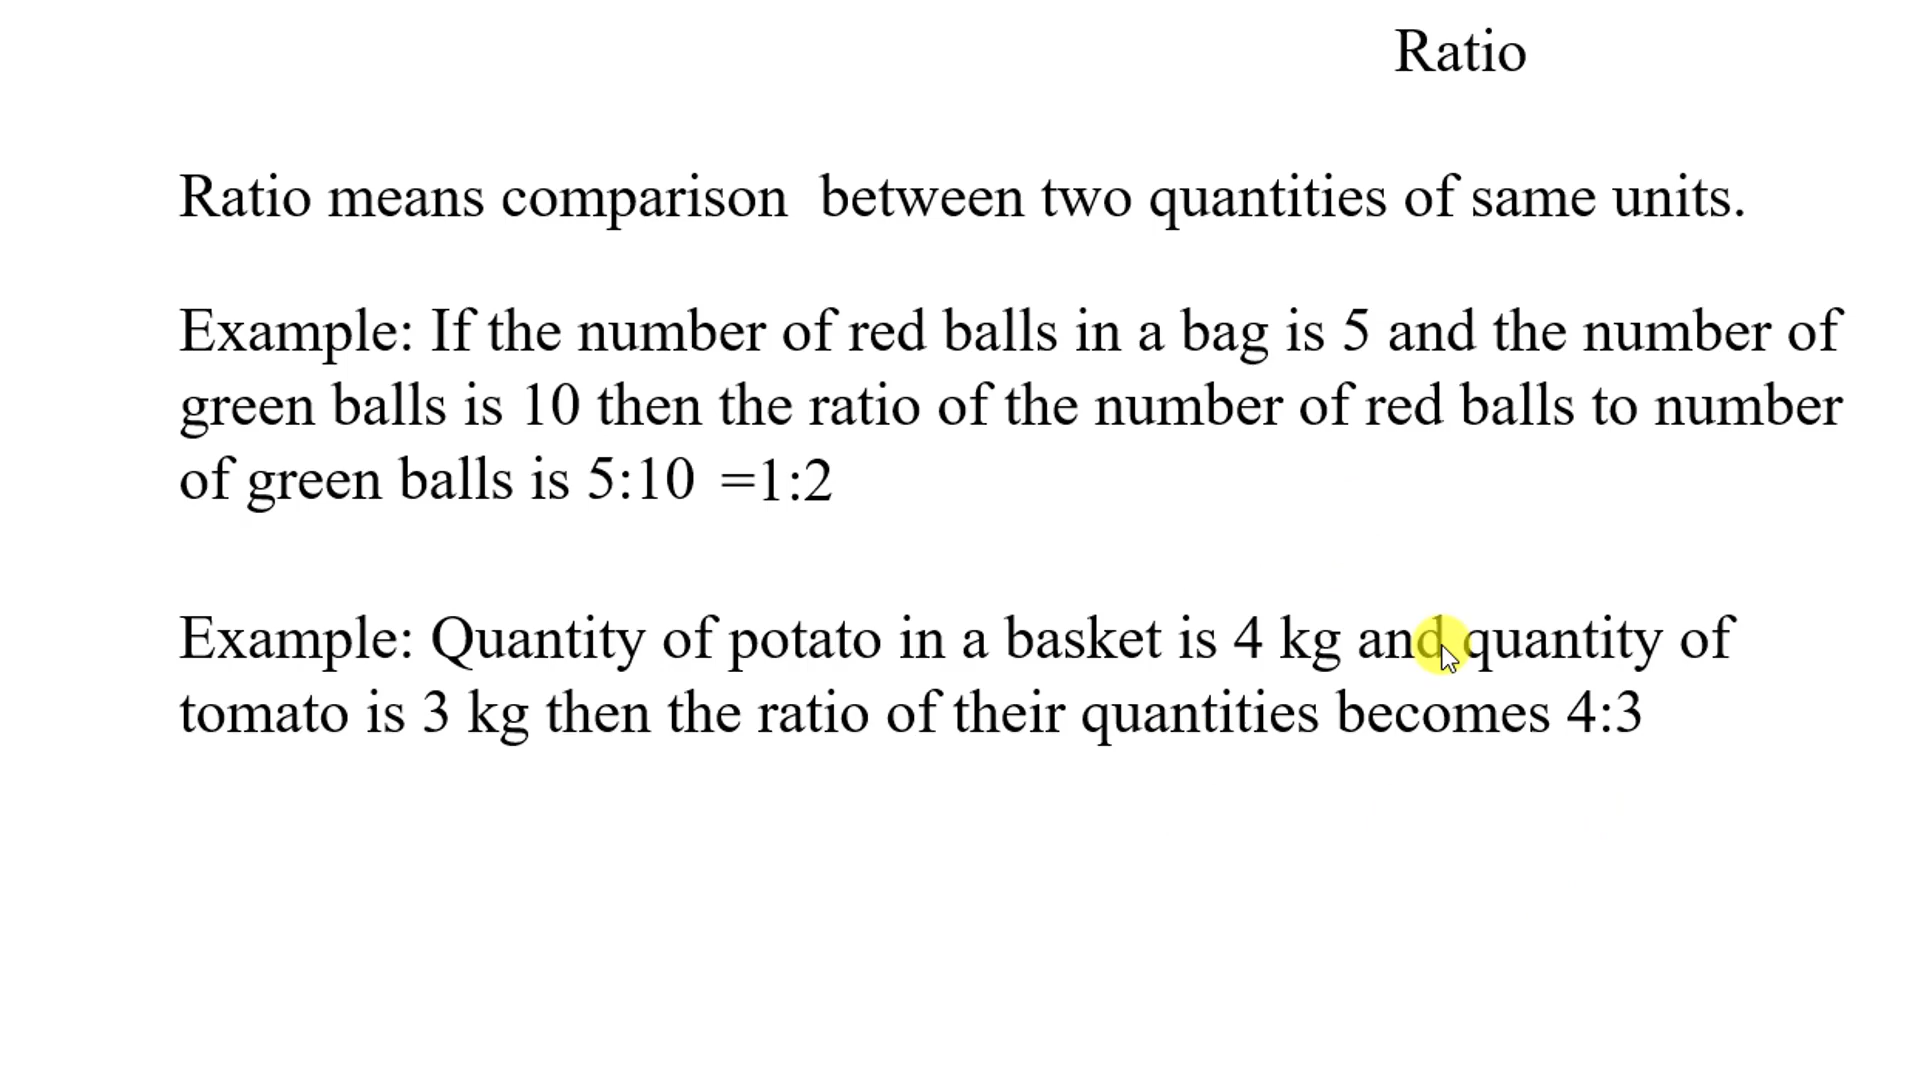 Ratio
Ratio means comparison  between two quantities of same units.
Example: If the number of red balls in a bag is 5 and the number of
green balls is 10 then the ratio of the number of red balls to number
of green balls is 5:10 =1:2
Example: Quantity of potato in a basket is 4 kg and quantity of
tomato is 3 kg then the ratio of their quantities becomes 4:3